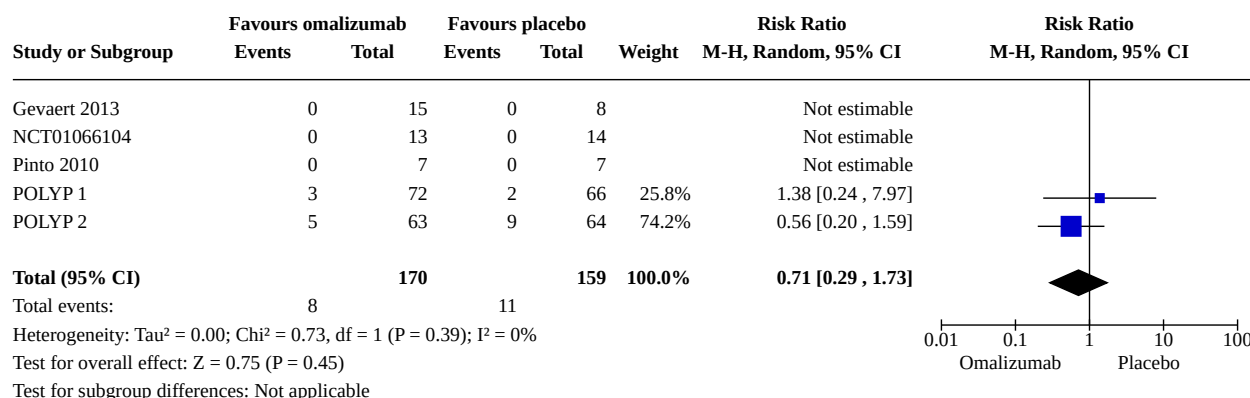 Favours omalizumab Favours placebo Risk Ratio Risk Ratio
Study or Subgroup Events Total Events Total Weight M-H, Random, 95% CI M-H, Random, 95% CI
Gevaert 2013 0 15 0 8 Not estimable
NCT01066104 0 13 0 14 Not estimable
Pinto 2010 0 7 0 7 Not estimable
POLYP 1 3 72 2 66 25.8% 1.38 [0.24 , 7.97]
POLYP 2 5 63 9 64 74.2% 0.56 [0.20 , 1.59]
Total (95% CI) 170 159 100.0% 0.71 [0.29 , 1.73]
Total events: 8 11
Heterogeneity: Tau² = 0.00; Chi² = 0.73, df = 1 (P = 0.39); I² = 0%
0.01 0.1 1 10 100
Test for overall effect: Z = 0.75 (P = 0.45) Omalizumab Placebo
Test for subgroup differences: Not applicable